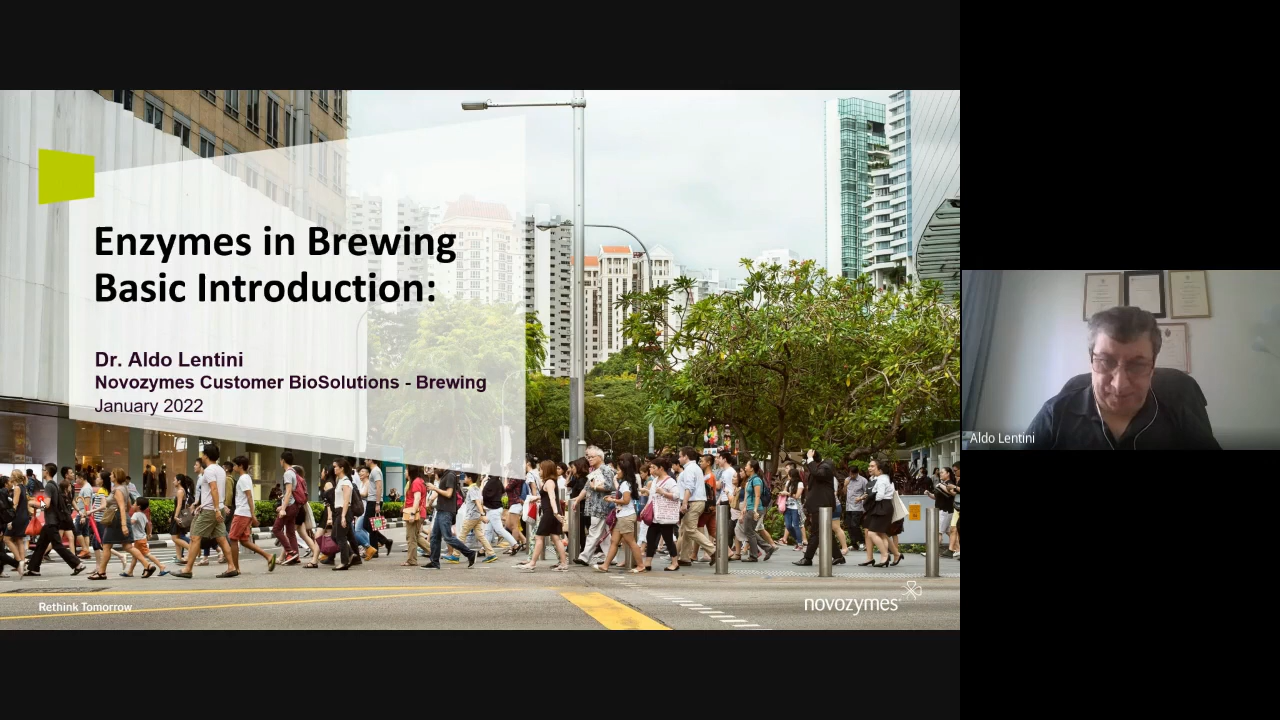 Enzymes in Brewing
Basic Introduction:
Dr. Aldo Lentini
Novozymes Customer BioSolutions - Brewing
January 2022
Rethink Tomorrow
novozymes
Aldo Lentini